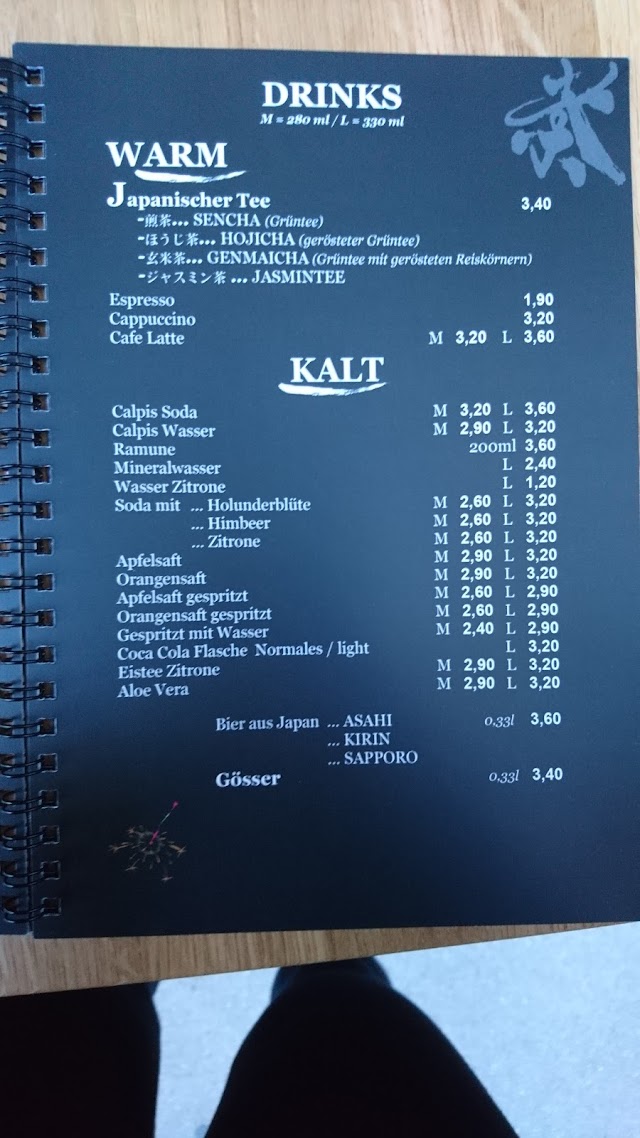 DRINKS
M = 280 ml / L = 330 ml
WARM
Japanischer Tee 3,40
-煎茶... SENCHA (Grüntee)
-ほうじ茶... HOJICHA (gerösteter Grüntee)
-玄米茶... GENMAICHA (Grüntee mit gerösteten Reiskörnern)
-ジャスミン茶 ... JASMINTEE
Espresso 1,90
Cappuccino 3,20
Cafe Latte M 3,20 L 3,60
KALT
Calpis Soda M 3,20 L 3,60
Calpis Wasser M 2,90 L 3,20
Ramune 200ml 3,60
Mineralwasser L 2,40
Wasser Zitrone L 1,20
Soda mit ... Holunderblüte M 2,60 L 3,20
... Himbeer M 2,60 L 3,20
... Zitrone M 2,60 L 3,20
Apfelsaft M 2,90 L 3,20
Orangensaft M 2,90 L 3,20
Apfelsaft gespritzt M 2,60 L 2,90
Orangensaft gespritzt M 2,60 L 2,90
Gespritzt mit Wasser M 2,40 L 2,90
Coca Cola Flasche Normales / light L 3,20
Eistee Zitrone M 2,90 L 3,20
Aloe Vera M 2,90 L 3,20
Bier aus Japan ... ASAHI 0,33l 3,60
... KIRIN
... SAPPORO
Gösser 0,33l 3,40